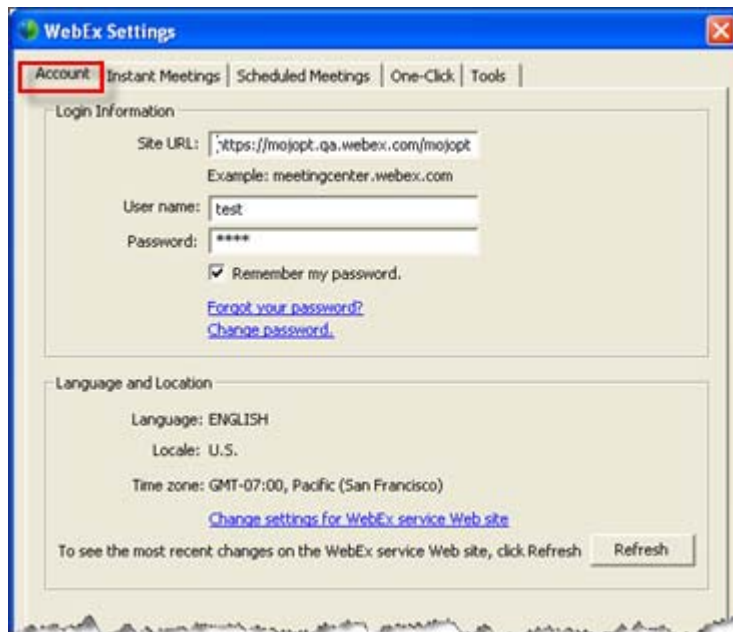 WebEx Settings
Account Instant Meetings Scheduled Meetings One-Click Tools
Login Information
Site URL: https://mojopt.qa.webex.com/mojopt
Example: meetingcenter.webex.com
User name: test
Password: ****
Remember my password.
Forgot your password?
Change password.
Language and Location
Language: ENGLISH
Locale: U.S.
Time zone: GMT-07:00, Pacific (San Francisco)
Change settings for WebEx service Web site
To see the most recent changes on the WebEx service Web site, click Refresh Refresh